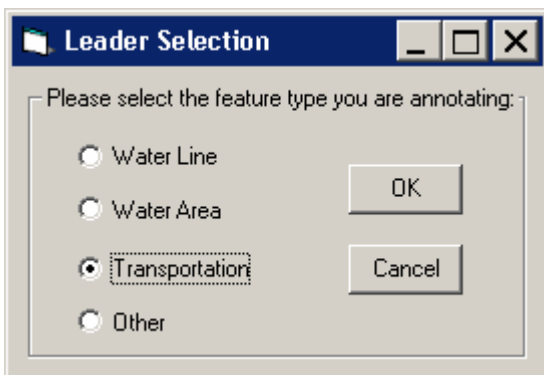 Leader Selection
Please select the feature type you are annotating:
Water Line
Water Area
Transportation
Other
OK
Cancel